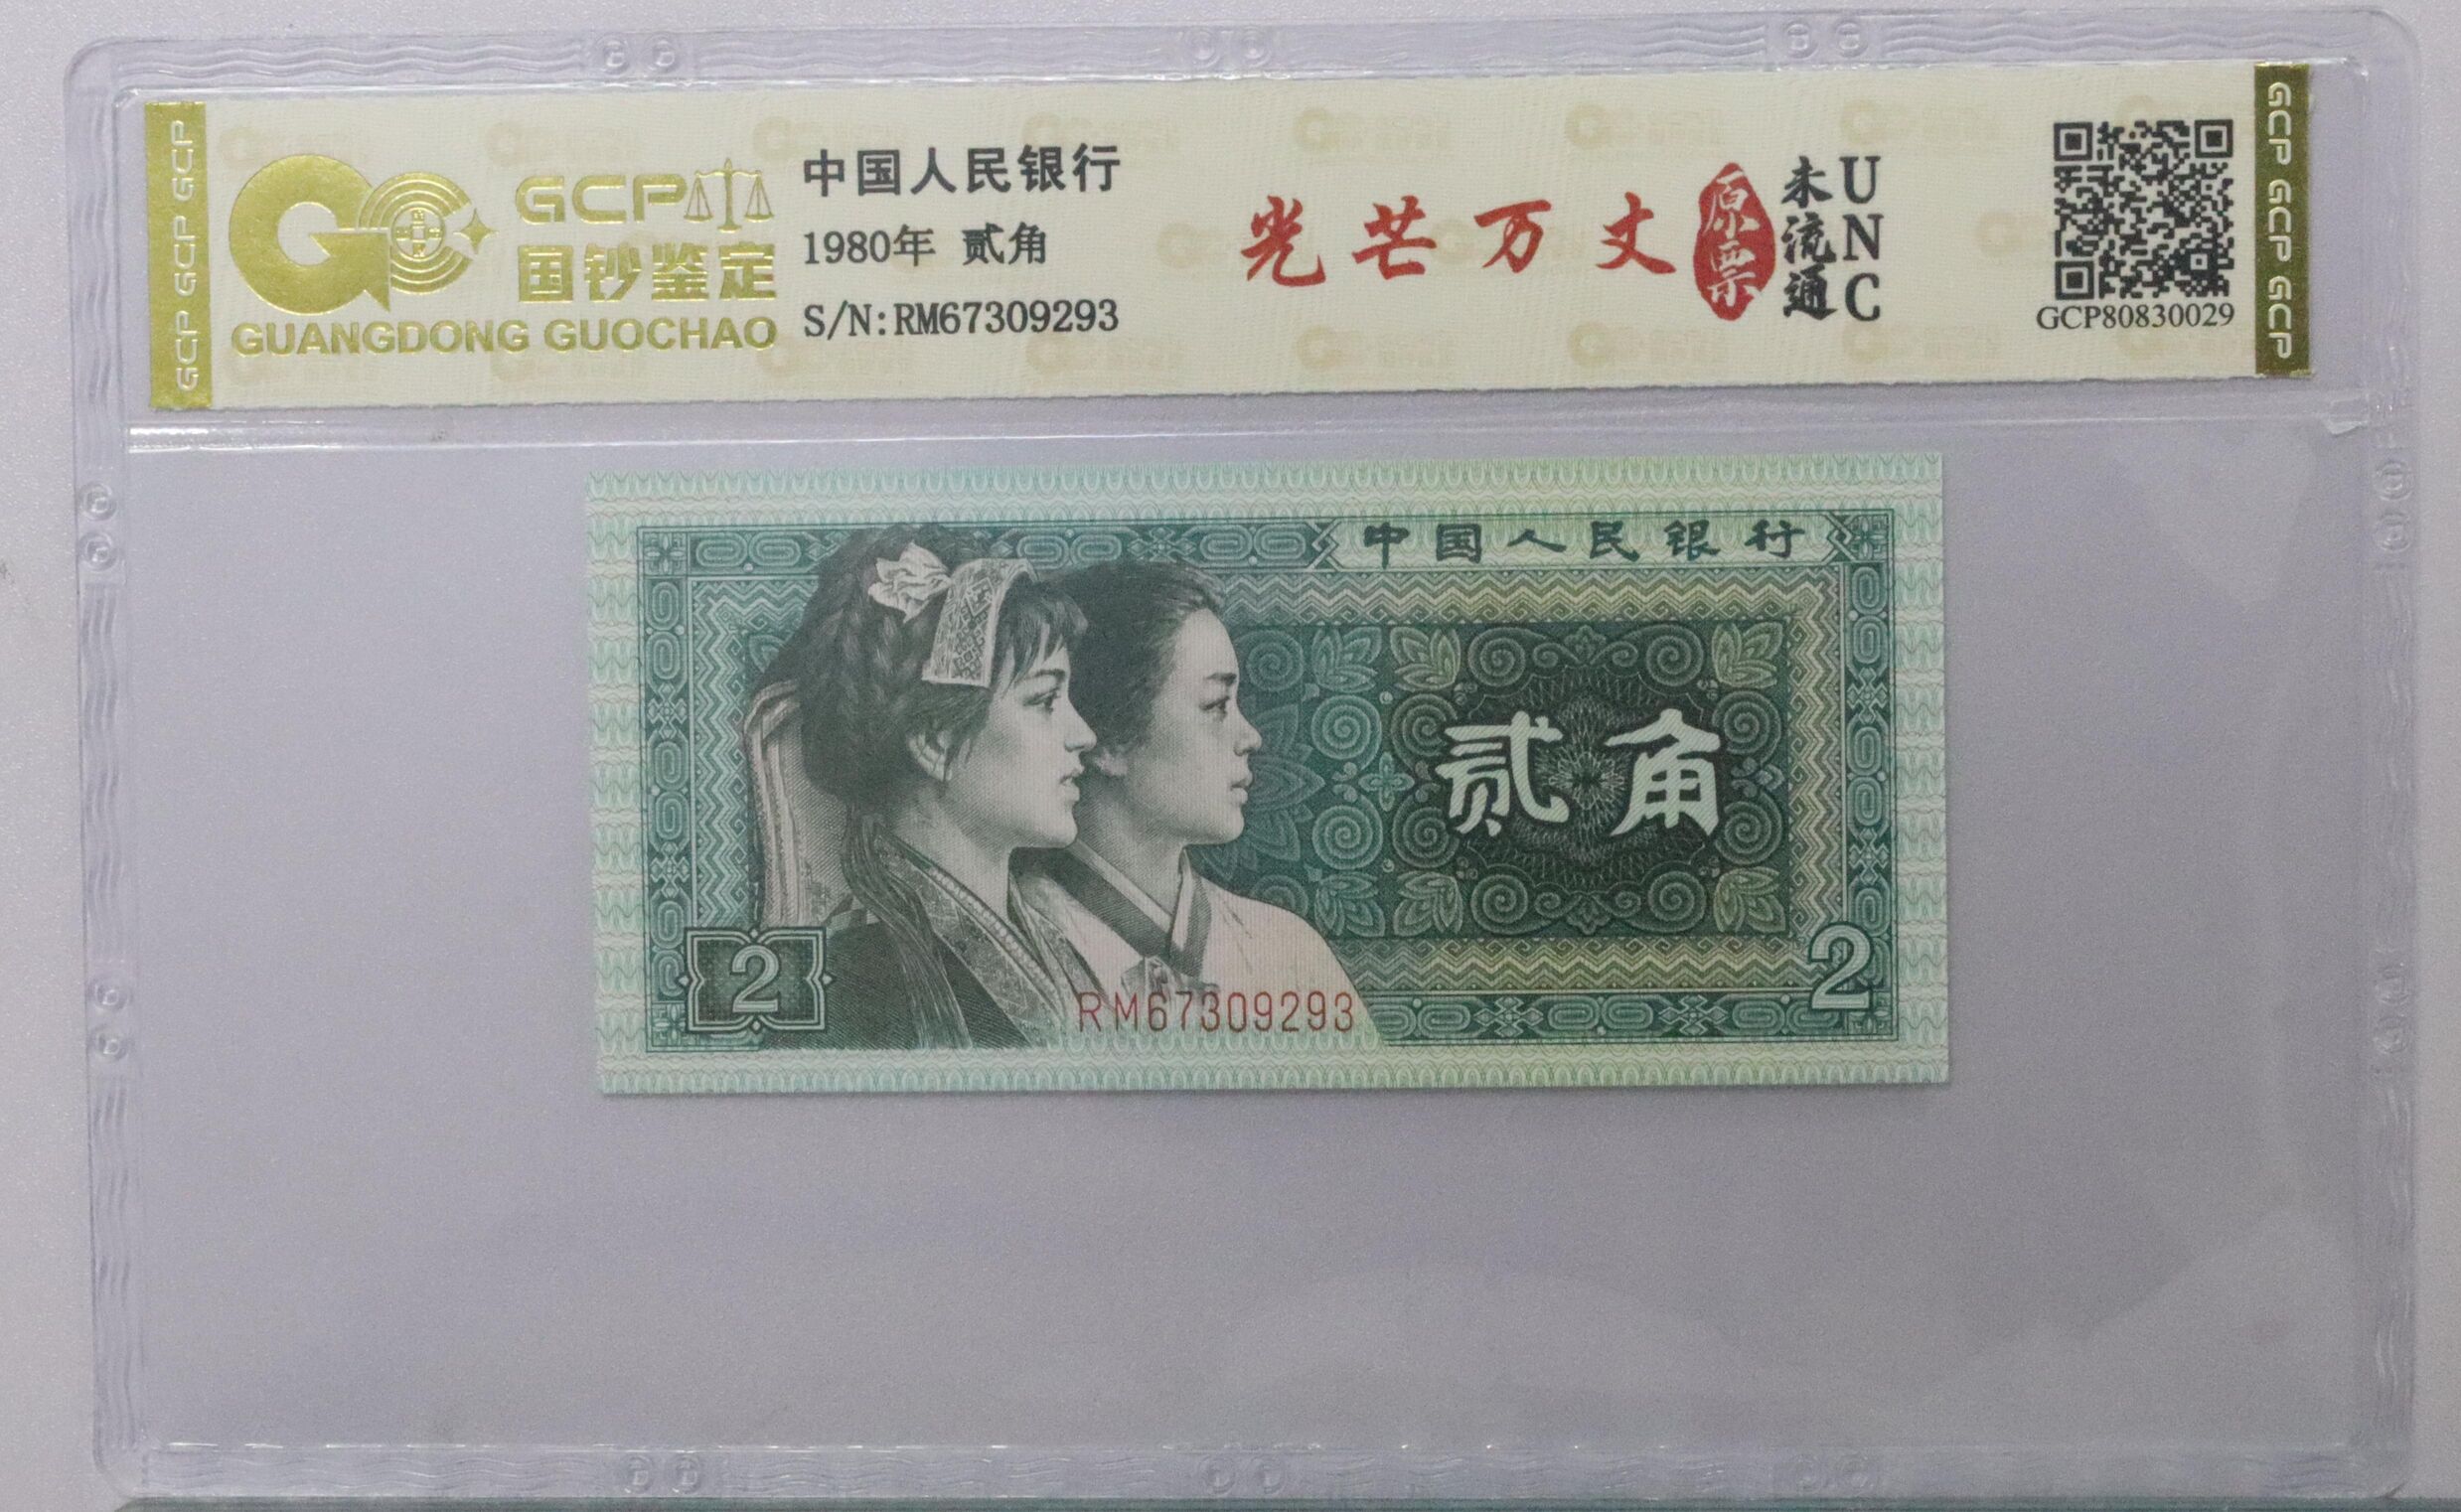 GCP GCP GCP
GCP
国钞鉴定
GUANGDONG GUOCHAO
中国人民银行
1980年 贰角
S/N:RM67309293
光芒万丈
原票
未流通
UNC
GCP80830029
GCP GCP GCP
中国人民银行
贰角
2
2
RM67309293